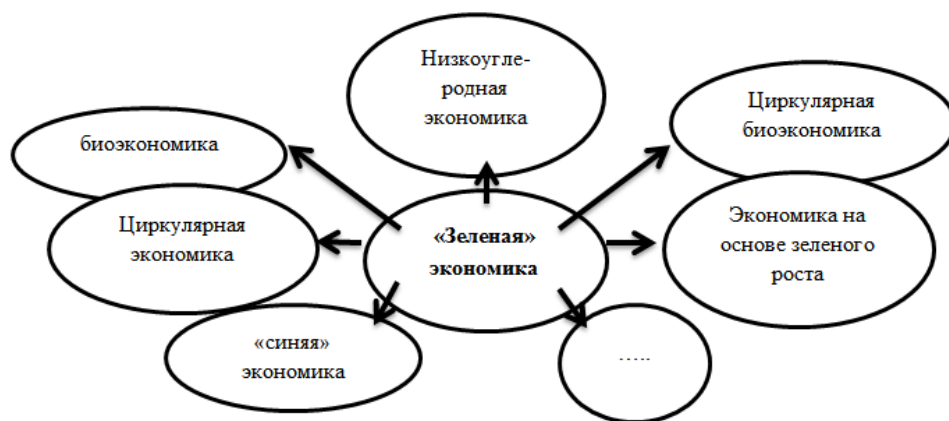 Низкоугле-
родная
экономика
Циркулярная
биоэкономика
биоэкономика
Циркулярная
экономика
«Зеленая»
экономика
Экономика на
основе зеленого
роста
«синяя»
экономика
…..